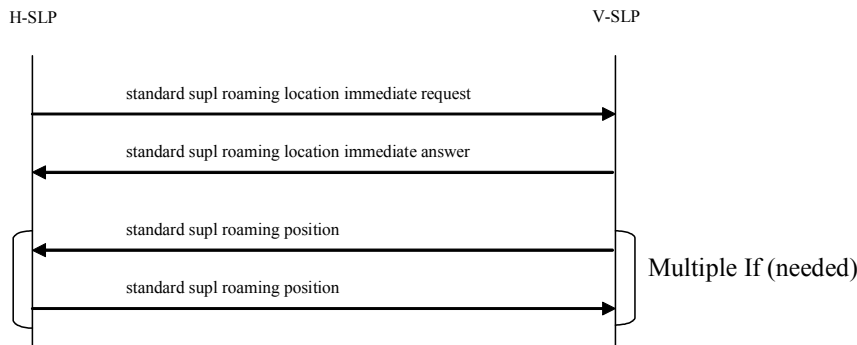 H-SLP
V-SLP
standard supl roaming location immediate request
standard supl roaming location immediate answer
standard supl roaming position
Multiple If (needed)
standard supl roaming position